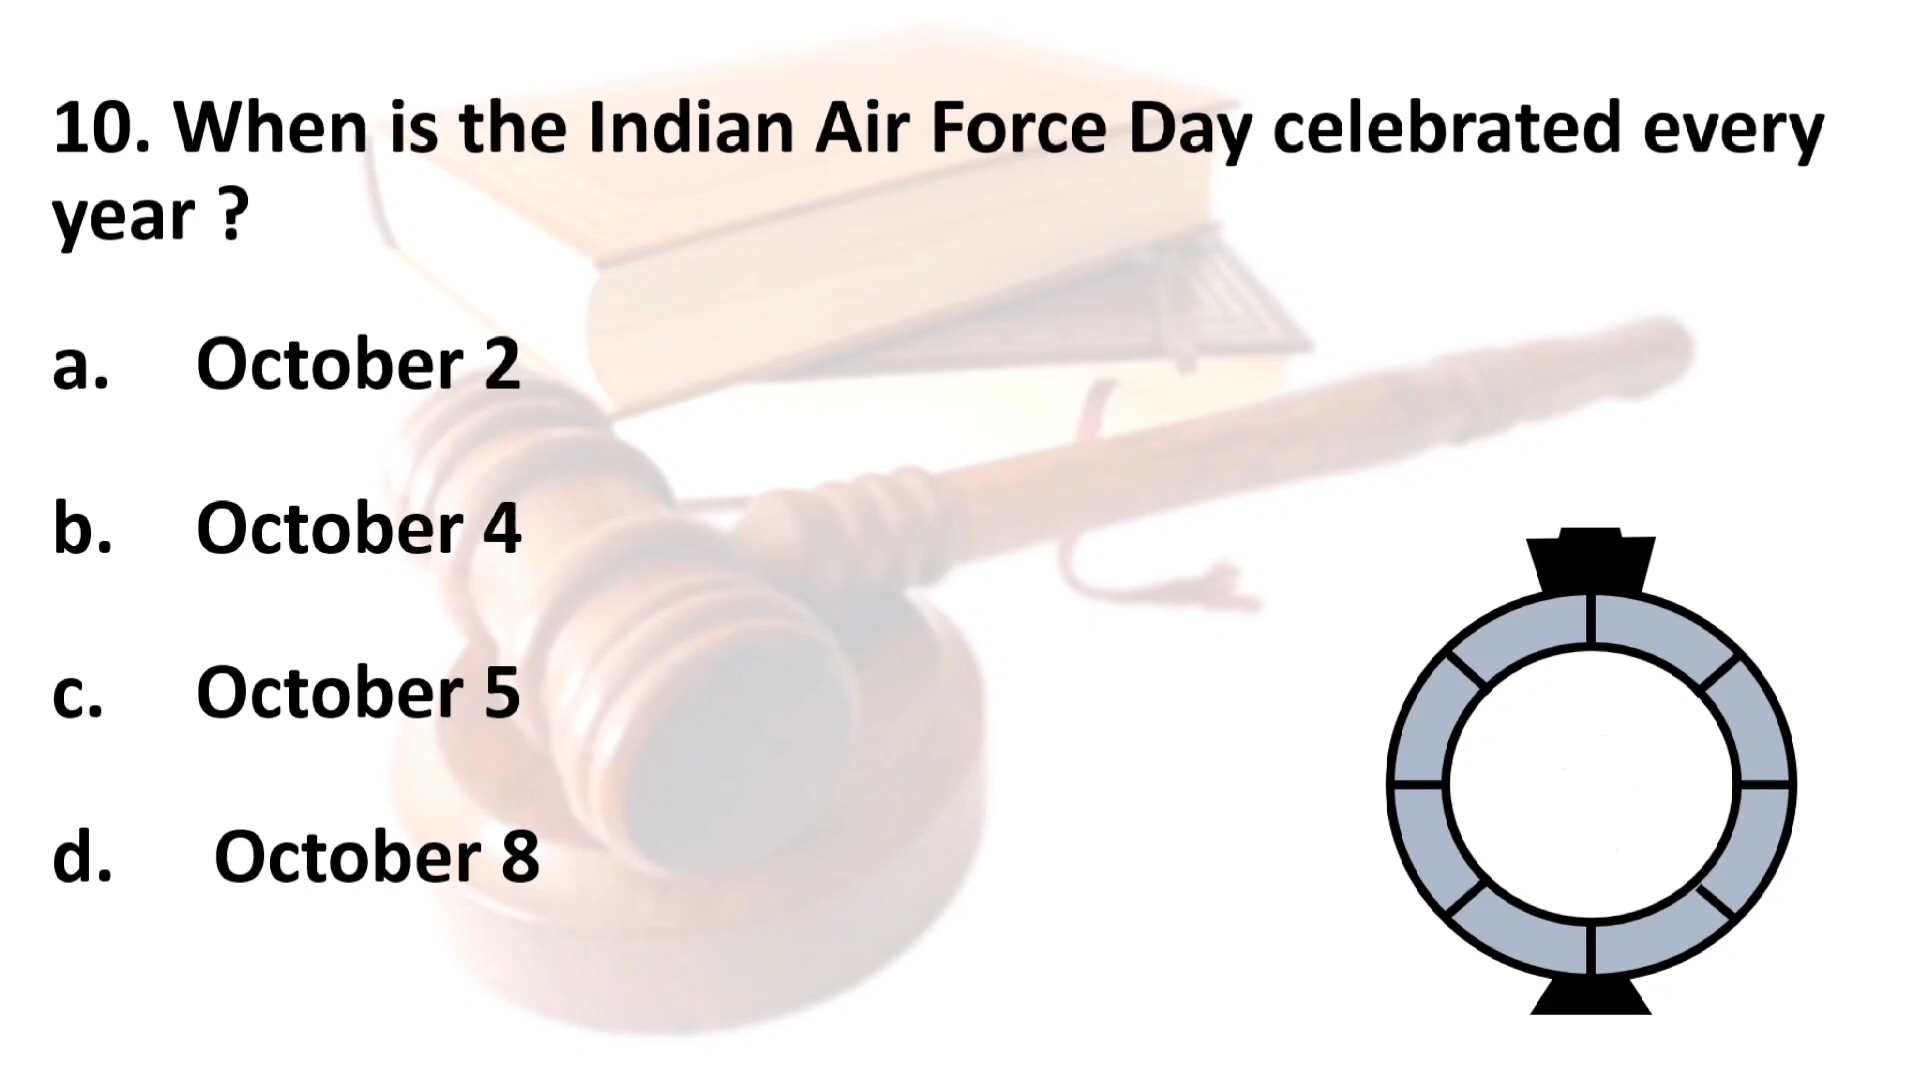 10. When is the Indian Air Force Day celebrated every
year ?
a. October 2
b. October 4
c. October 5
d. October 8